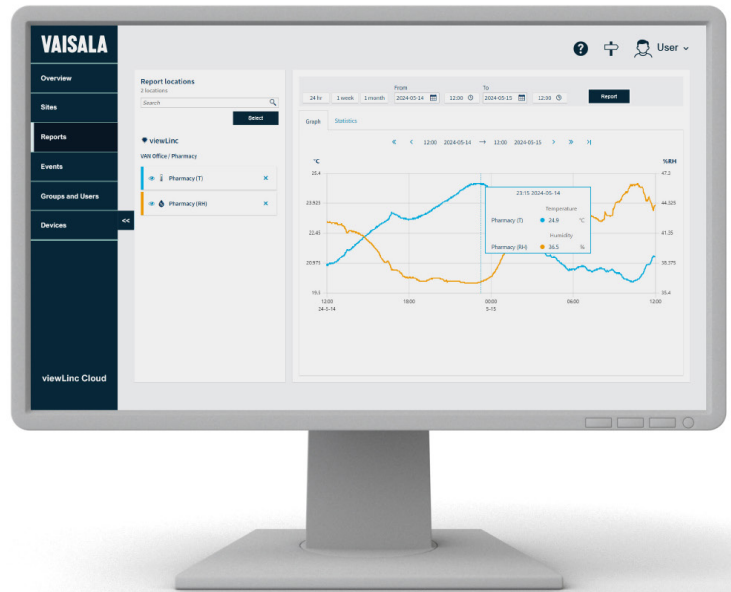 VAISALA
User
Overview
Sites
Reports
Events
Groups and Users
Devices
<<
viewLinc Cloud
Report locations
2 locations
Search
Select
viewLinc
VAN Office / Pharmacy
Pharmacy (T)
Pharmacy (RH)
From
To
24 hr
1 week
1 month
2024-05-14
12:00
2024-05-15
12:00
Report
Graph
Statistics
12:00 2024-05-14 → 12:00 2024-05-15
°C
%RH
25.4
23.925
22.45
20.975
19.5
47.2
44.325
41.25
38.375
35.4
23:15 2024-05-14
Temperature
Pharmacy (T) 24.9 °C
Humidity
Pharmacy (RH) 36.5 %
12:00
24-5-14
18:00
00:00
5-15
06:00
12:00